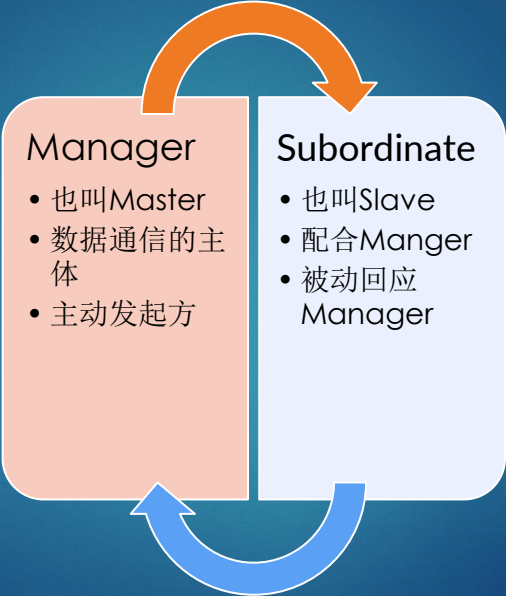 Manager
• 也叫Master
• 数据通信的主
体
• 主动发起方
Subordinate
• 也叫Slave
• 配合Manger
• 被动回应
Manager